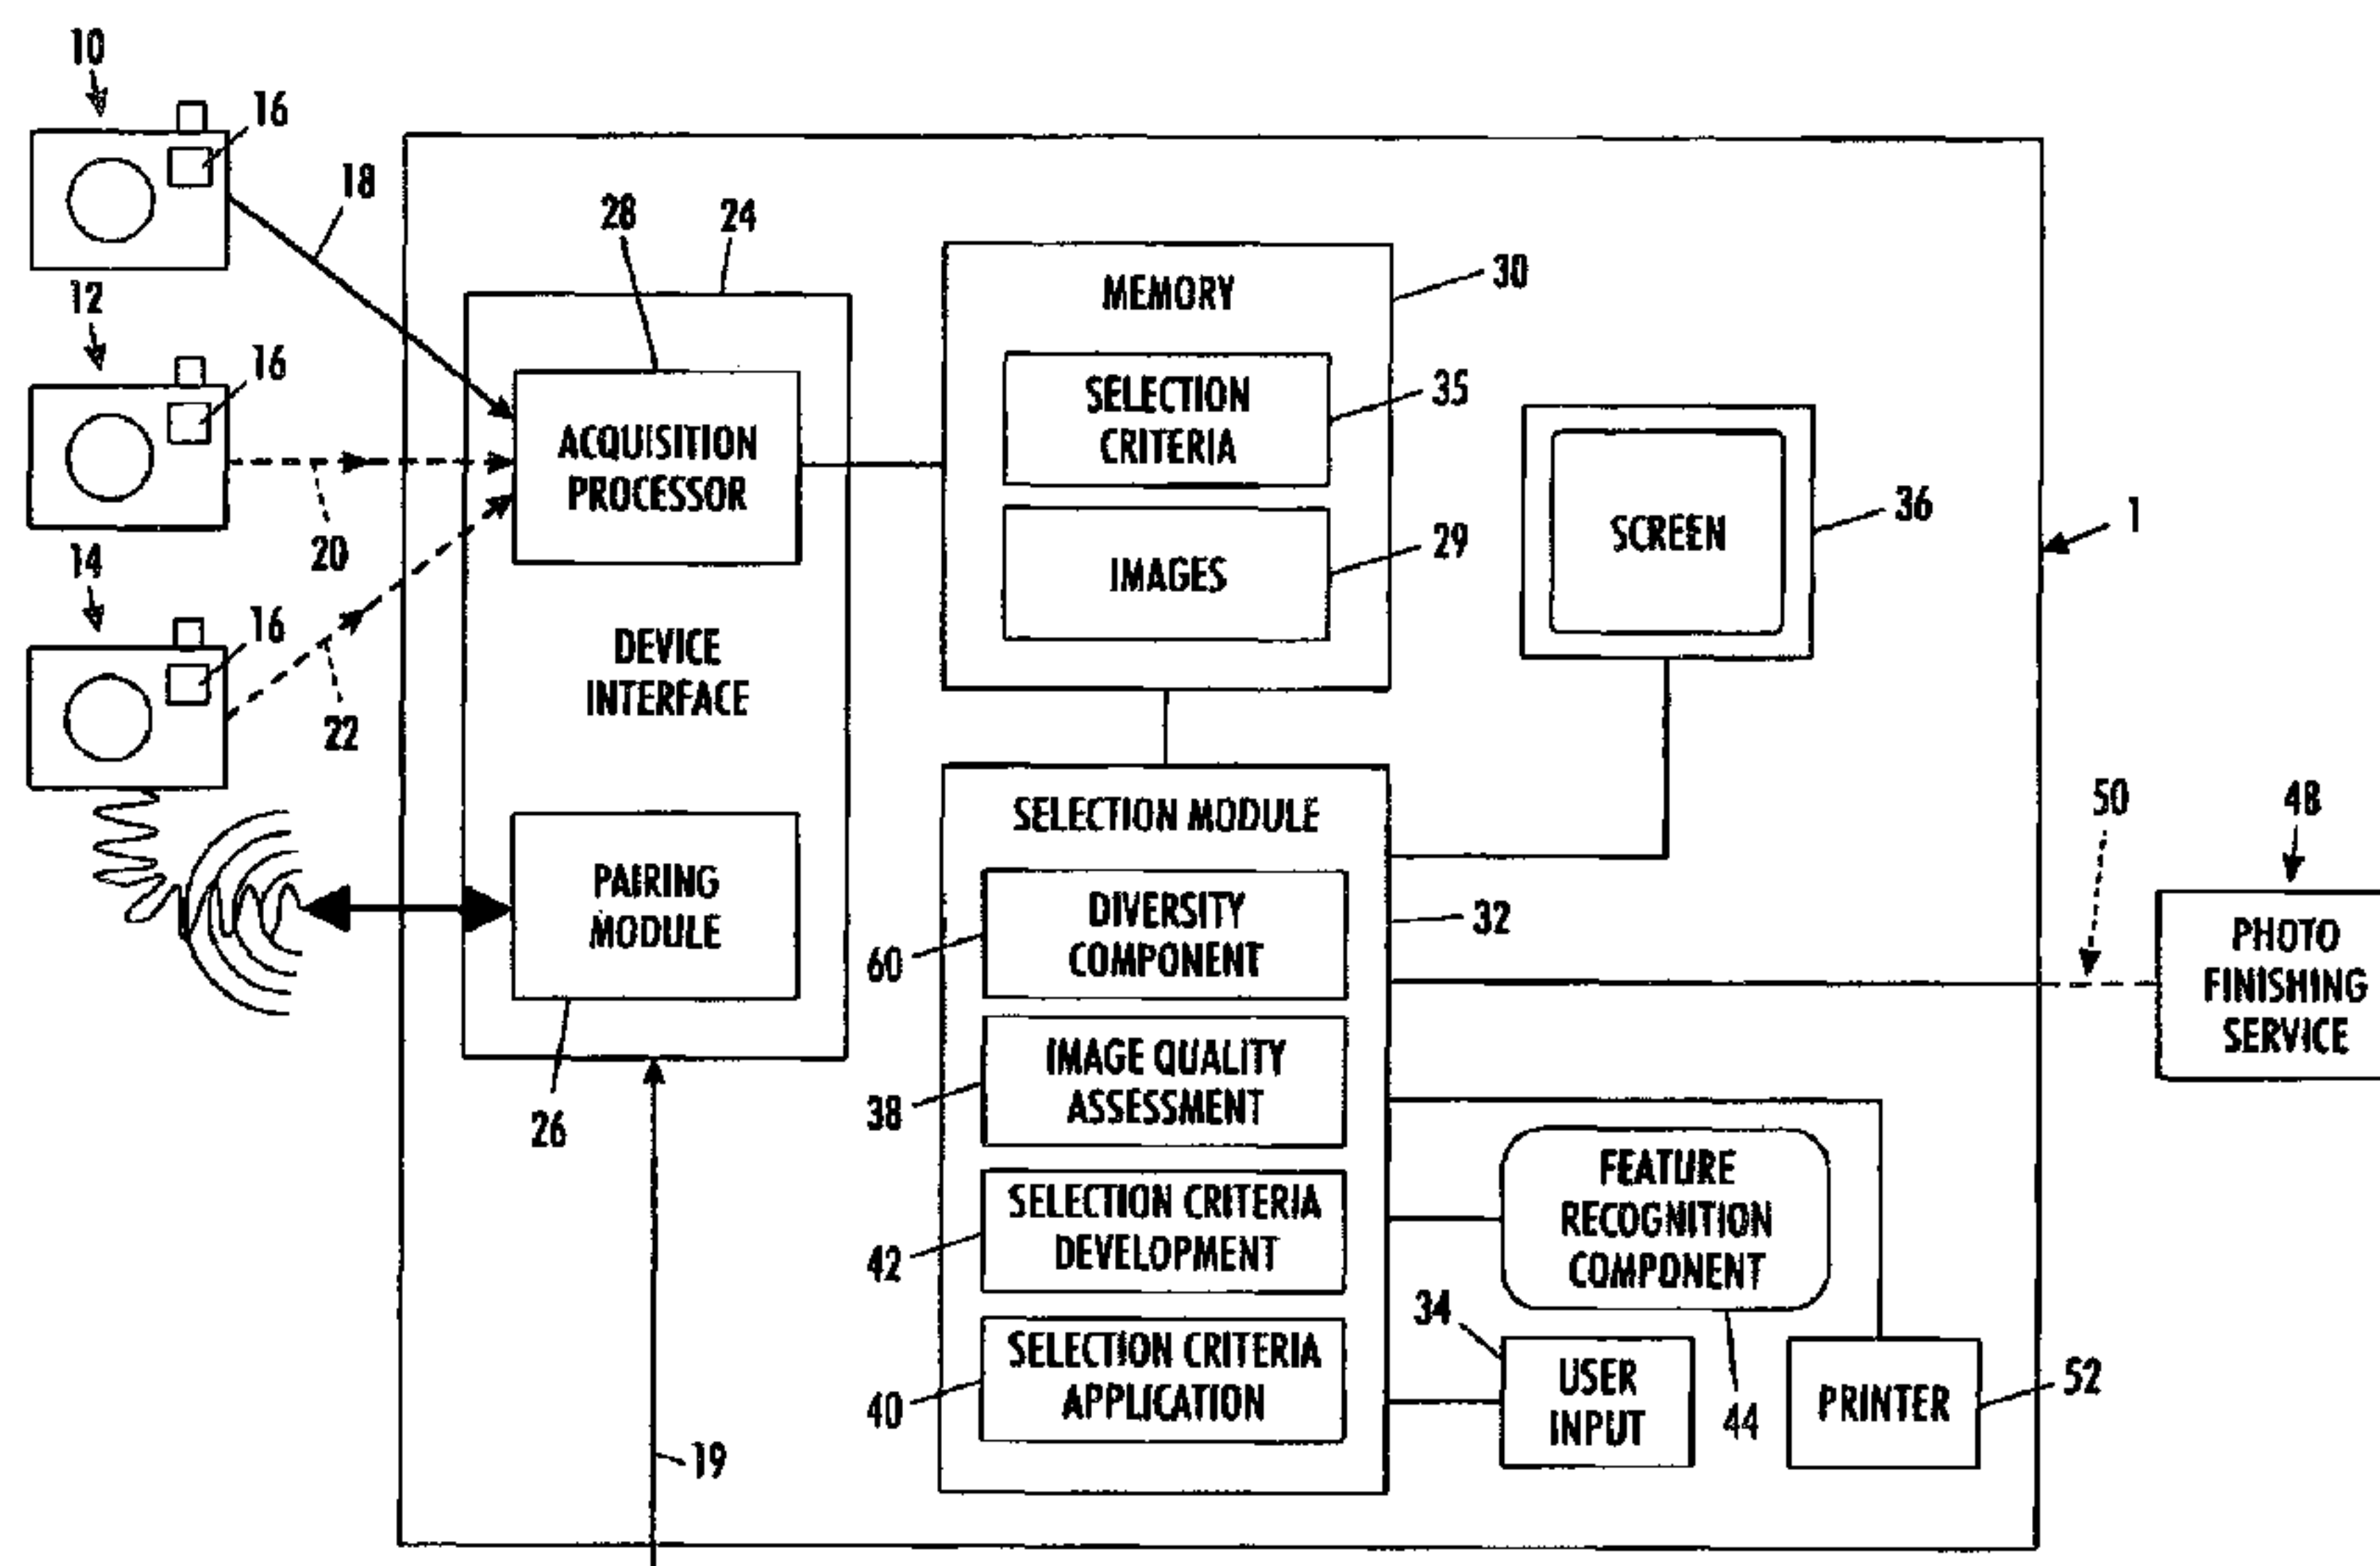 10
16
18
12
16
20
14
16
22
28
24
ACQUISITION
PROCESSOR
DEVICE
INTERFACE
PAIRING
MODULE
26
19
MEMORY
30
SELECTION
CRITERIA
35
IMAGES
29
SCREEN
36
1
SELECTION MODULE
32
DIVERSITY
COMPONENT
60
IMAGE QUALITY
ASSESSMENT
38
SELECTION CRITERIA
DEVELOPMENT
42
SELECTION CRITERIA
APPLICATION
40
50
48
PHOTO
FINISHING
SERVICE
FEATURE
RECOGNITION
COMPONENT
44
34
USER
INPUT
PRINTER
52